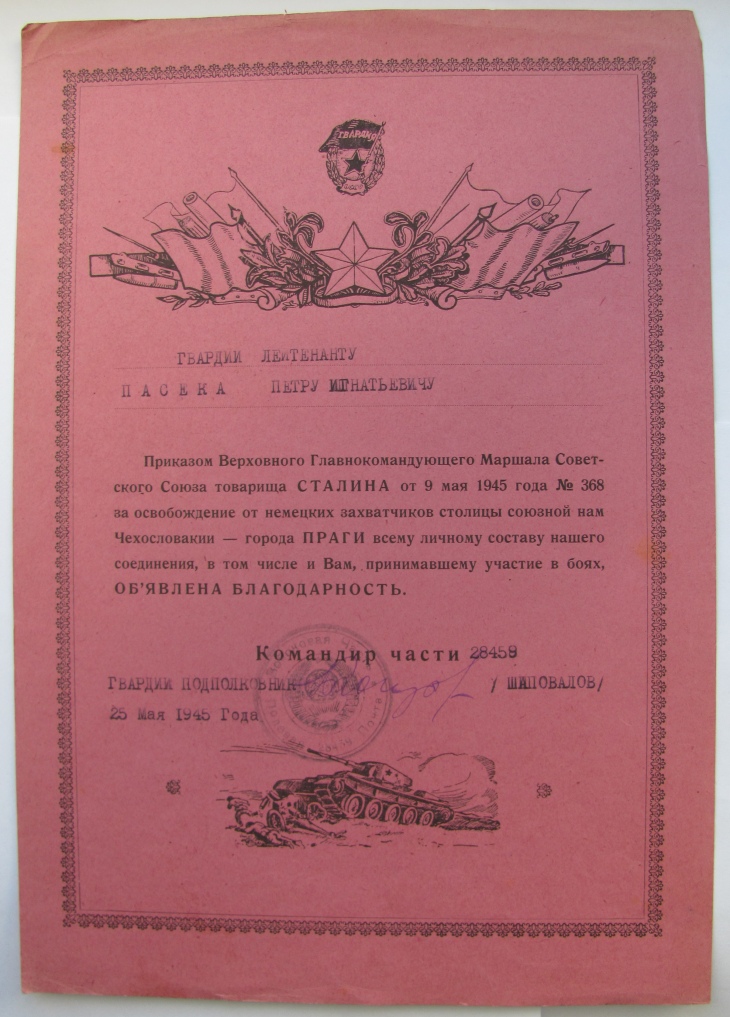 ГВАРДИЯ
ГВАРДИИ ЛЕЙТЕНАНТУ
ПАСЕКА ПЕТРУ ИГНАТЬЕВИЧУ
Приказом Верховного Главнокомандующего Маршала Совет-
ского Союза товарища СТАЛИНА от 9 мая 1945 года № 368
за освобождение от немецких захватчиков столицы союзной нам
Чехословакии — города ПРАГИ всему личному составу нашего
соединения, в том числе и Вам, принимавшему участие в боях,
ОБ'ЯВЛЕНА БЛАГОДАРНОСТЬ.
Командир части 28459
ГВАРДИИ ПОДПОЛКОВНИК / ШАПОВАЛОВ/
25 Мая 1945 Года